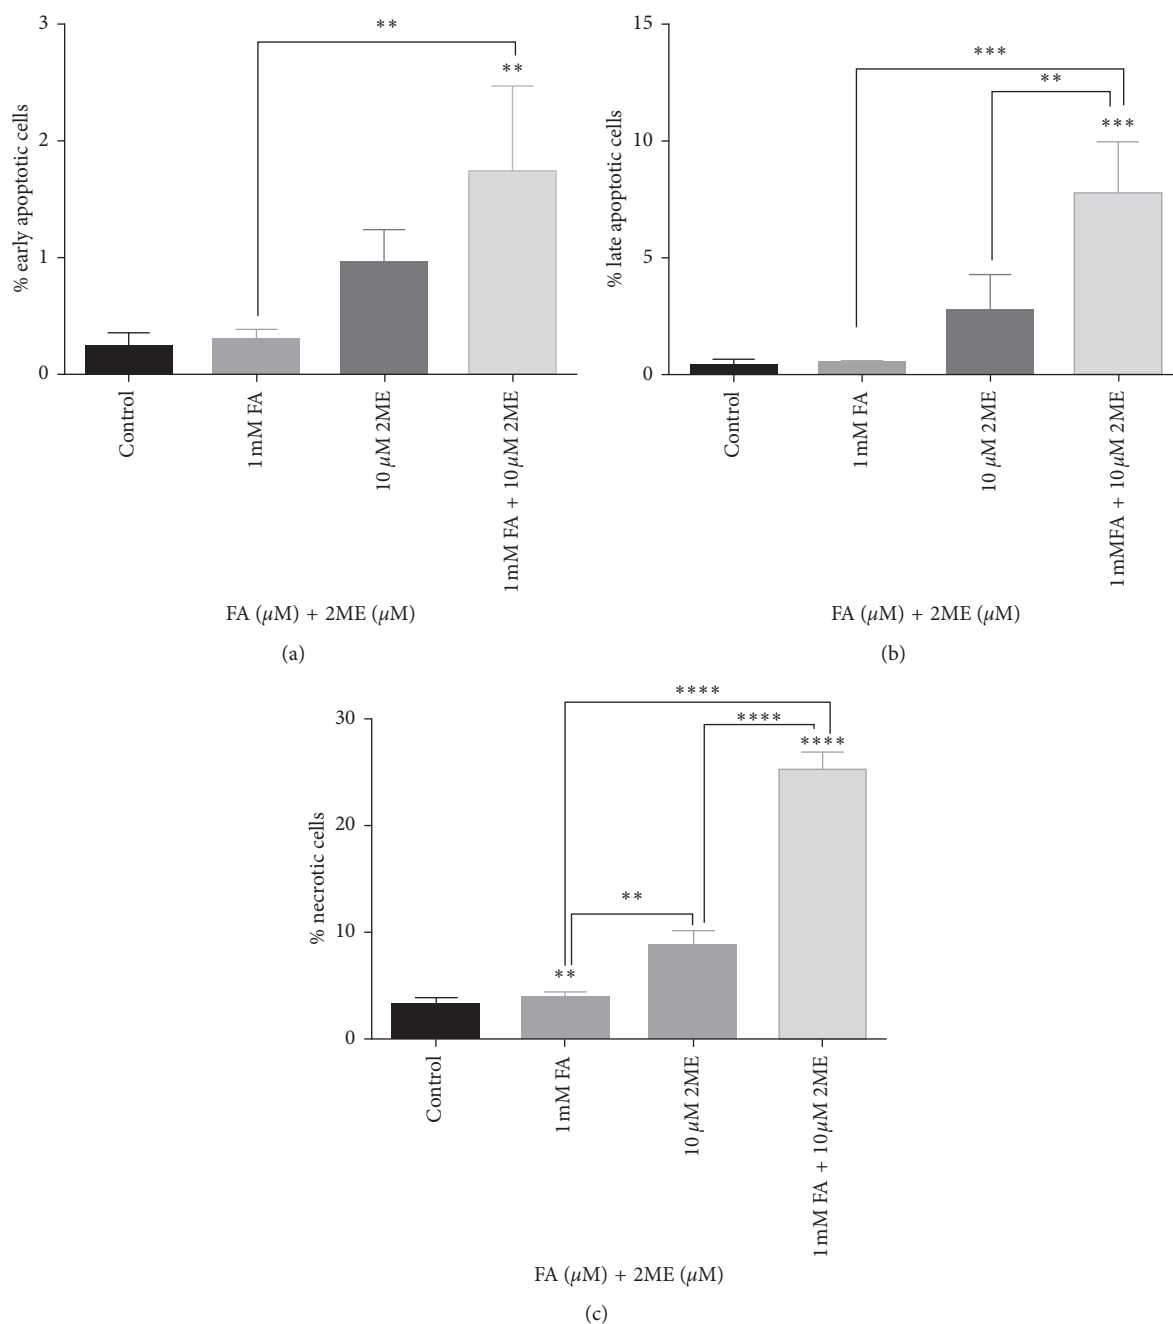 **
**
3
2
1
0
% early apoptotic cells
Control
1 mM FA
10 μM 2ME
1 mM FA + 10 μM 2ME
FA (μM) + 2ME (μM)
(a)
***
**
***
15
10
5
0
% late apoptotic cells
Control
1 mM FA
10 μM 2ME
1 mMFA + 10 μM 2ME
FA (μM) + 2ME (μM)
(b)
****
****
****
**
**
30
20
10
0
% necrotic cells
Control
1 mM FA
10 μM 2ME
1 mM FA + 10 μM 2ME
FA (μM) + 2ME (μM)
(c)